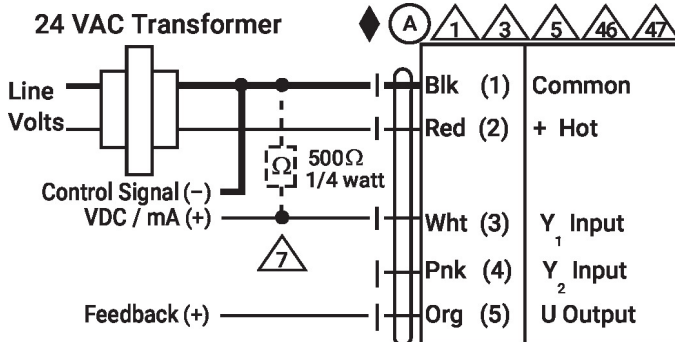 24 VAC Transformer
A 1 3 5 46 47
Line
Volts
Blk (1) Common
Red (2) + Hot
Ω 500Ω
1/4 watt
Control Signal (−)
VDC / mA (+)
Wht (3) Y₁ Input
7
Pnk (4) Y₂ Input
Feedback (+)
Org (5) U Output